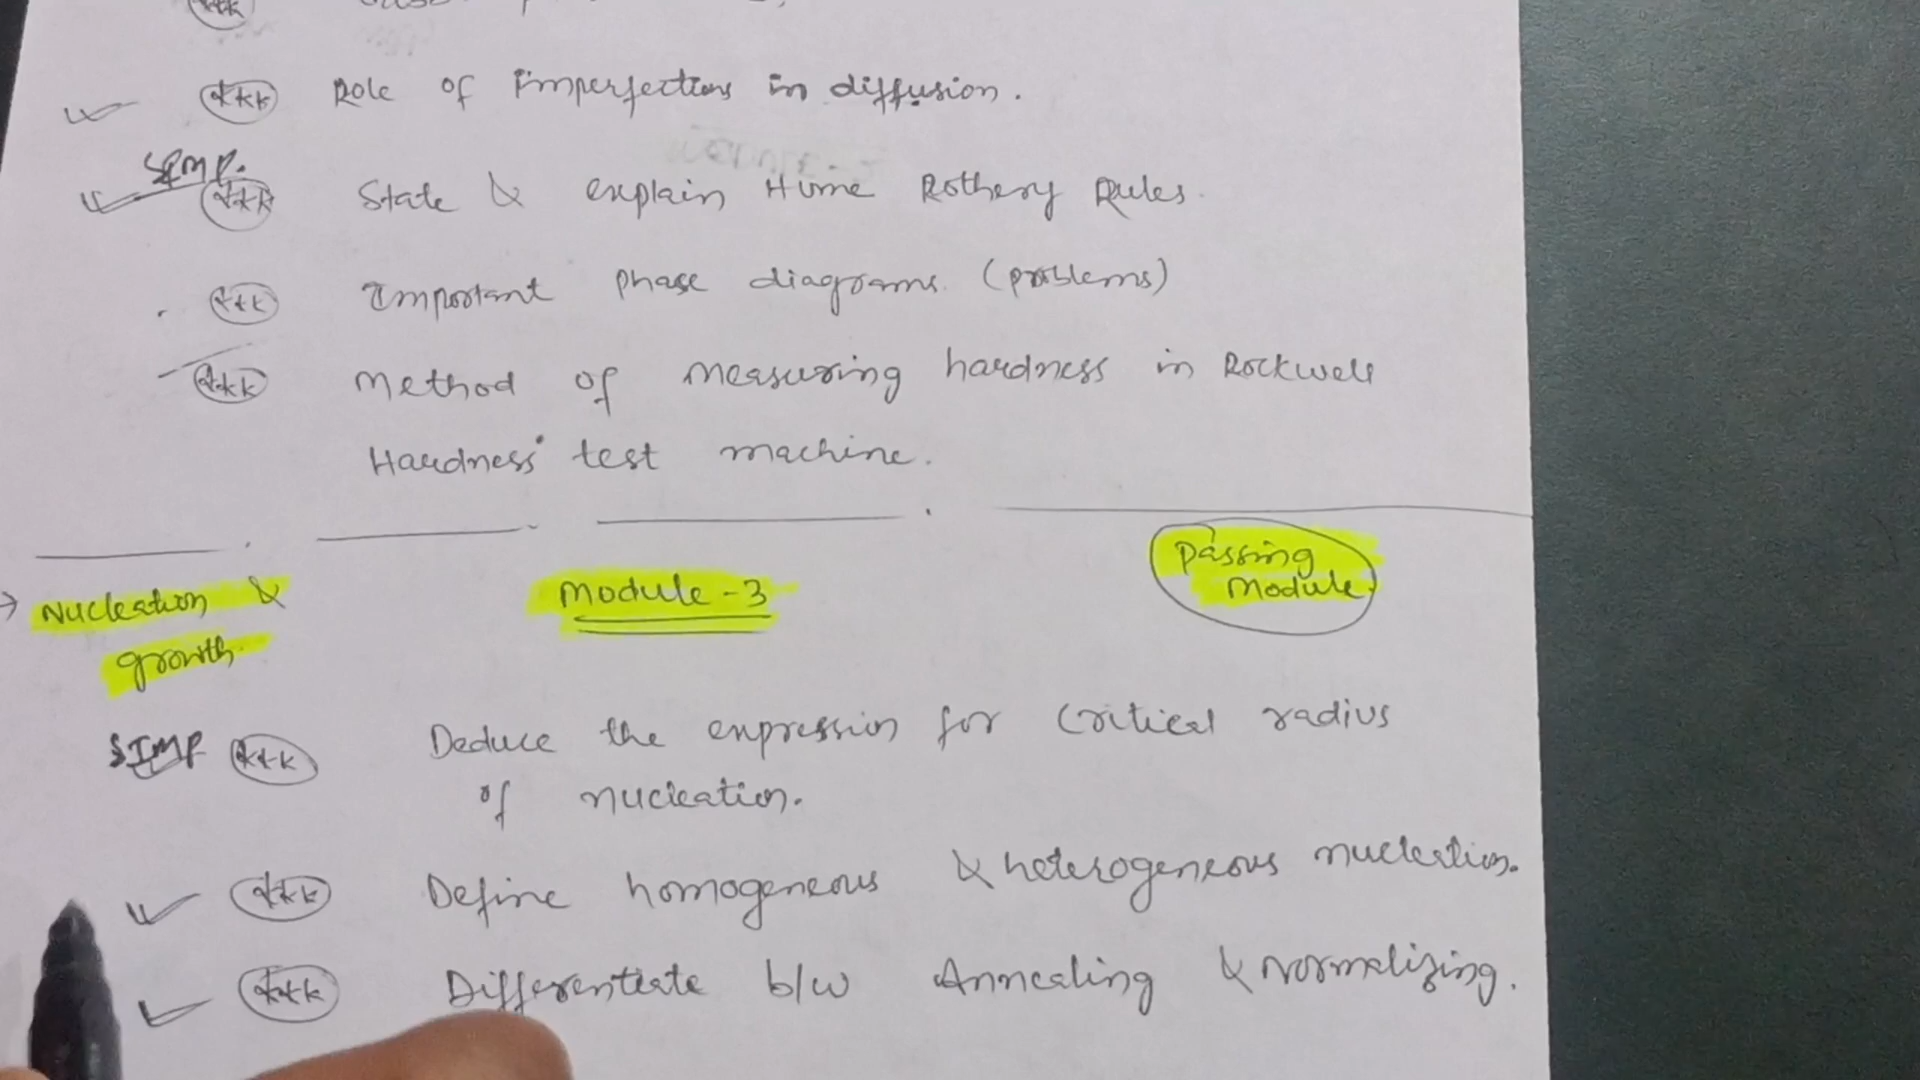 *** Role of Imperfections in diffusion.
SIMP.
*** State & explain Hume Rothery Rules.
*** Important phase diagrams. (problems)
*** Method of measuring hardness in Rockwell
Hardness test machine.
→ Nucleation &
growth.
Module-3
Passing
Module.
SIMP *** Deduce the expression for critical radius
of nucleation.
*** Define homogeneous & heterogeneous nucleation.
*** Differentiate b/w Annealing & normalizing.